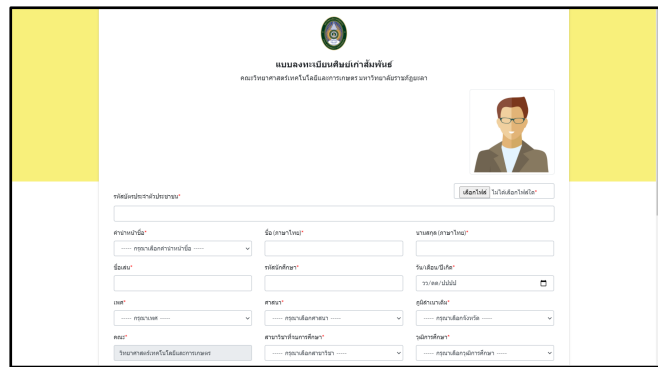 แบบลงทะเบียนศิษย์เก่าสัมพันธ์
คณะวิทยาศาสตร์เทคโนโลยีและการเกษตร มหาวิทยาลัยราชภัฏยะลา
เลือกไฟล์ ไม่ได้เลือกไฟล์ใด*
รหัสบัตรประจำตัวประชาชน*
คำนำหน้าชื่อ* ชื่อ (ภาษาไทย)* นามสกุล (ภาษาไทย)*
----- กรุณาเลือกคำนำหน้าชื่อ -----
ชื่อเล่น* รหัสนักศึกษา* วัน/เดือน/ปีเกิด*
วว/ดด/ปปปป
เพศ* ศาสนา* ภูมิลำเนาเดิม*
----- กรุณาเพศ ----- ----- กรุณาเลือกศาสนา ----- ----- กรุณาเลือกจังหวัด -----
คณะ* สาขาวิชาที่จบการศึกษา* วุฒิการศึกษา*
วิทยาศาสตร์เทคโนโลยีและการเกษตร ----- กรุณาเลือกสาขาวิชา ----- ----- กรุณาเลือกวุฒิการศึกษา -----